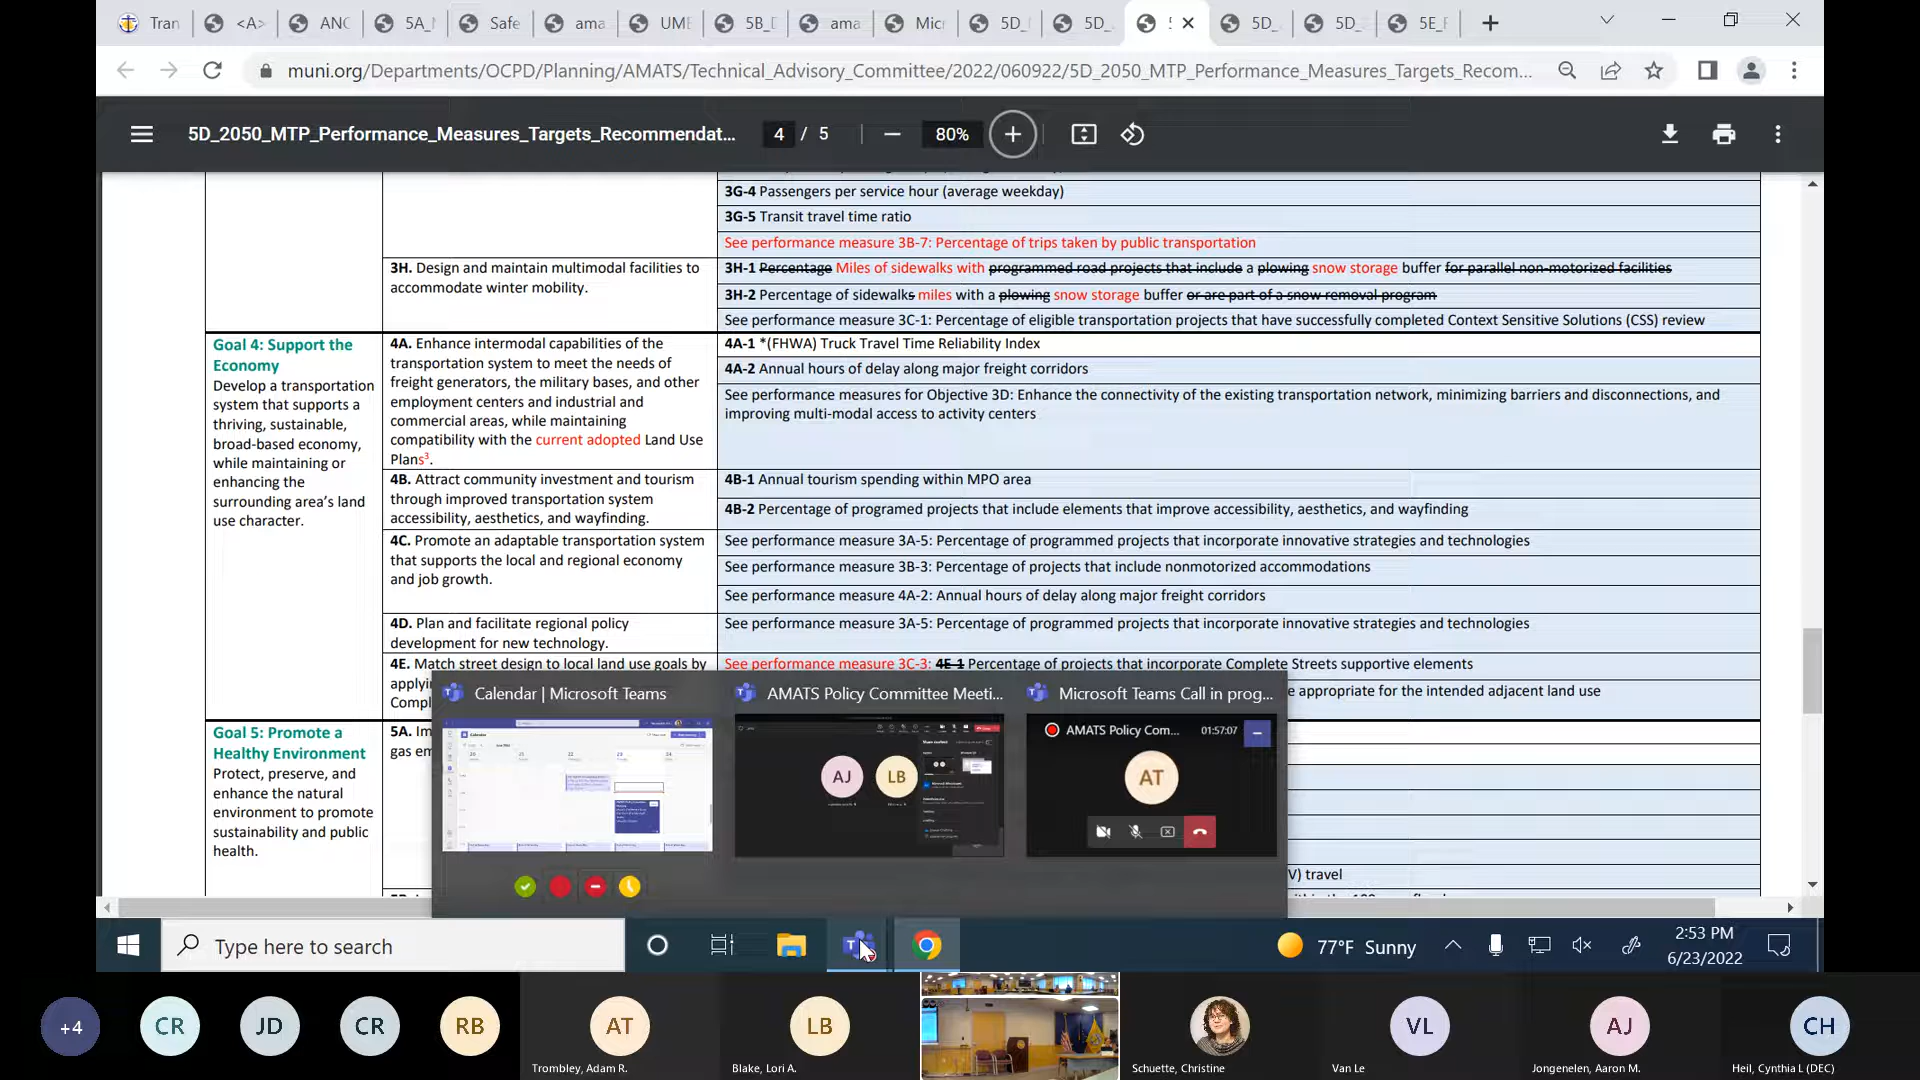 Tran
<A>
ANC
5A_
Safe
ama
UME
5B_D
ama
Micr
5D_
5D_
5D_
5D_
5E_F
muni.org/Departments/OCPD/Planning/AMATS/Technical_Advisory_Committee/2022/060922/5D_2050_MTP_Performance_Measures_Targets_Recom...
5D_2050_MTP_Performance_Measures_Targets_Recommendat...
4 / 5
80%
3G-4 Passengers per service hour (average weekday)
3G-5 Transit travel time ratio
See performance measure 3B-7: Percentage of trips taken by public transportation
3H. Design and maintain multimodal facilities to
accommodate winter mobility.
3H-1 Percentage Miles of sidewalks with programmed road projects that include a plowing snow storage buffer for parallel non-motorized facilities
3H-2 Percentage of sidewalks miles with a plowing snow storage buffer or are part of a snow removal program
See performance measure 3C-1: Percentage of eligible transportation projects that have successfully completed Context Sensitive Solutions (CSS) review
Goal 4: Support the
Economy
Develop a transportation
system that supports a
thriving, sustainable,
broad-based economy,
while maintaining or
enhancing the
surrounding area's land
use character.
4A. Enhance intermodal capabilities of the
transportation system to meet the needs of
freight generators, the military bases, and other
employment centers and industrial and
commercial areas, while maintaining
compatibility with the current adopted Land Use
Plans³.
4A-1 *(FHWA) Truck Travel Time Reliability Index
4A-2 Annual hours of delay along major freight corridors
See performance measures for Objective 3D: Enhance the connectivity of the existing transportation network, minimizing barriers and disconnections, and
improving multi-modal access to activity centers
4B. Attract community investment and tourism
through improved transportation system
accessibility, aesthetics, and wayfinding.
4B-1 Annual tourism spending within MPO area
4B-2 Percentage of programed projects that include elements that improve accessibility, aesthetics, and wayfinding
4C. Promote an adaptable transportation system
that supports the local and regional economy
and job growth.
See performance measure 3A-5: Percentage of programmed projects that incorporate innovative strategies and technologies
See performance measure 3B-3: Percentage of projects that include nonmotorized accommodations
See performance measure 4A-2: Annual hours of delay along major freight corridors
4D. Plan and facilitate regional policy
development for new technology.
See performance measure 3A-5: Percentage of programmed projects that incorporate innovative strategies and technologies
4E. Match street design to local land use goals by
applyin
Compl
See performance measure 3C-3: 4E-1 Percentage of projects that incorporate Complete Streets supportive elements
e appropriate for the intended adjacent land use
Goal 5: Promote a
Healthy Environment
Protect, preserve, and
enhance the natural
environment to promote
sustainability and public
health.
5A. Im
gas em
V) travel
Calendar | Microsoft Teams
AMATS Policy Committee Meeti...
Microsoft Teams Call in prog...
AJ
LB
AMATS Policy Com...
01:57:07
AT
Type here to search
77°F Sunny
2:53 PM
6/23/2022
+4
CR
JD
CR
RB
AT
Trombley, Adam R.
LB
Blake, Lori A.
Schuette, Christine
VL
Van Le
AJ
Jongenelen, Aaron M.
CH
Heil, Cynthia L (DEC)